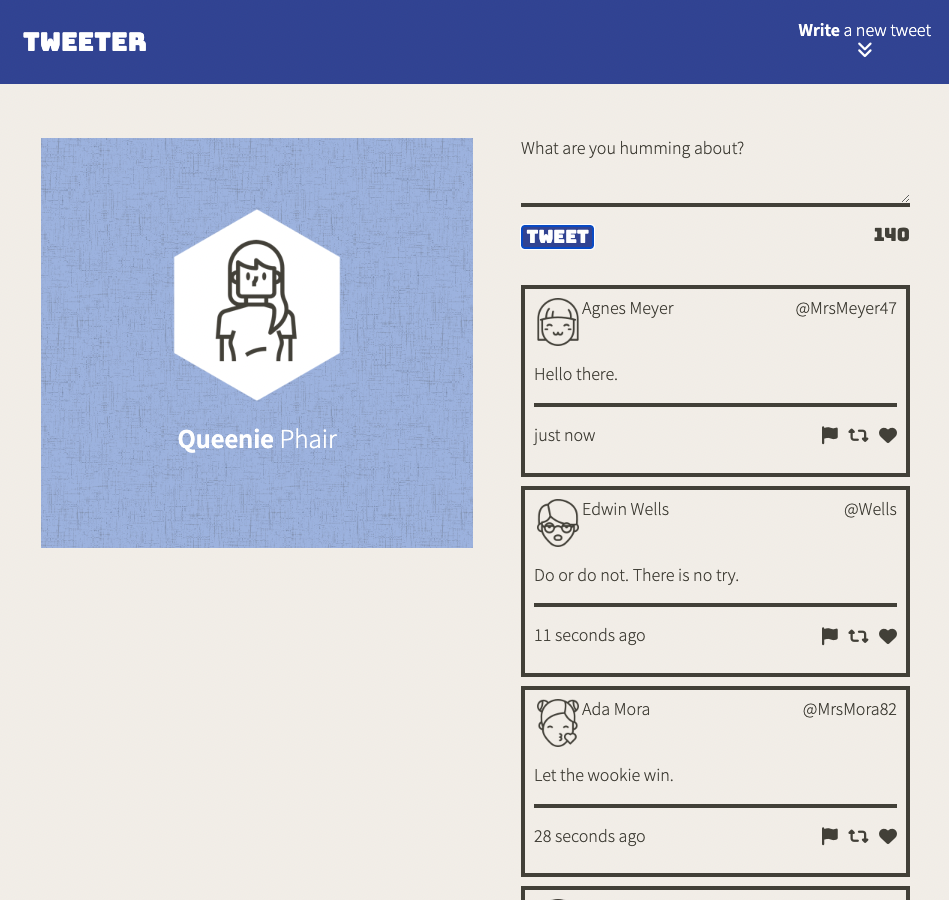 TWEETER
Write a new tweet
Queenie Phair
What are you humming about?
TWEET
140
Agnes Meyer
@MrsMeyer47
Hello there.
just now
Edwin Wells
@Wells
Do or do not. There is no try.
11 seconds ago
Ada Mora
@MrsMora82
Let the wookie win.
28 seconds ago